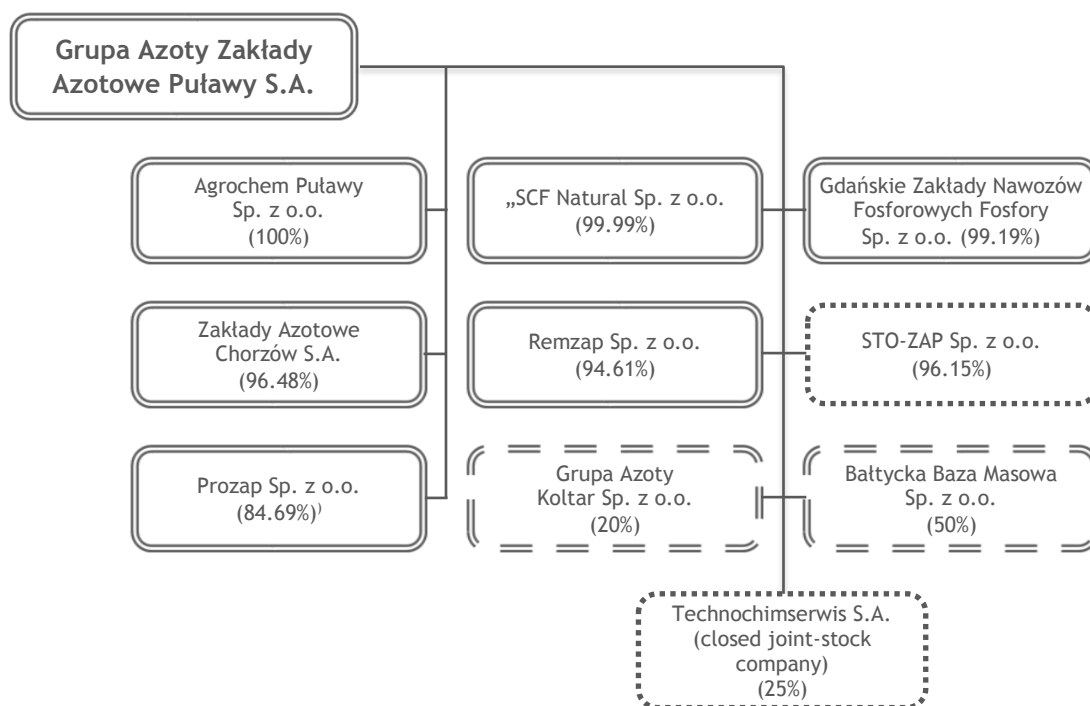 Grupa Azoty Zakłady
Azotowe Puławy S.A.
Agrochem Puławy
Sp. z o.o.
(100%)
„SCF Natural Sp. z o.o.
(99.99%)
Gdańskie Zakłady Nawozów
Fosforowych Fosfory
Sp. z o.o. (99.19%)
Zakłady Azotowe
Chorzów S.A.
(96.48%)
Remzap Sp. z o.o.
(94.61%)
STO-ZAP Sp. z o.o.
(96.15%)
Prozap Sp. z o.o.
(84.69%)⁾
Grupa Azoty
Koltar Sp. z o.o.
(20%)
Bałtycka Baza Masowa
Sp. z o.o.
(50%)
Technochimserwis S.A.
(closed joint-stock
company)
(25%)